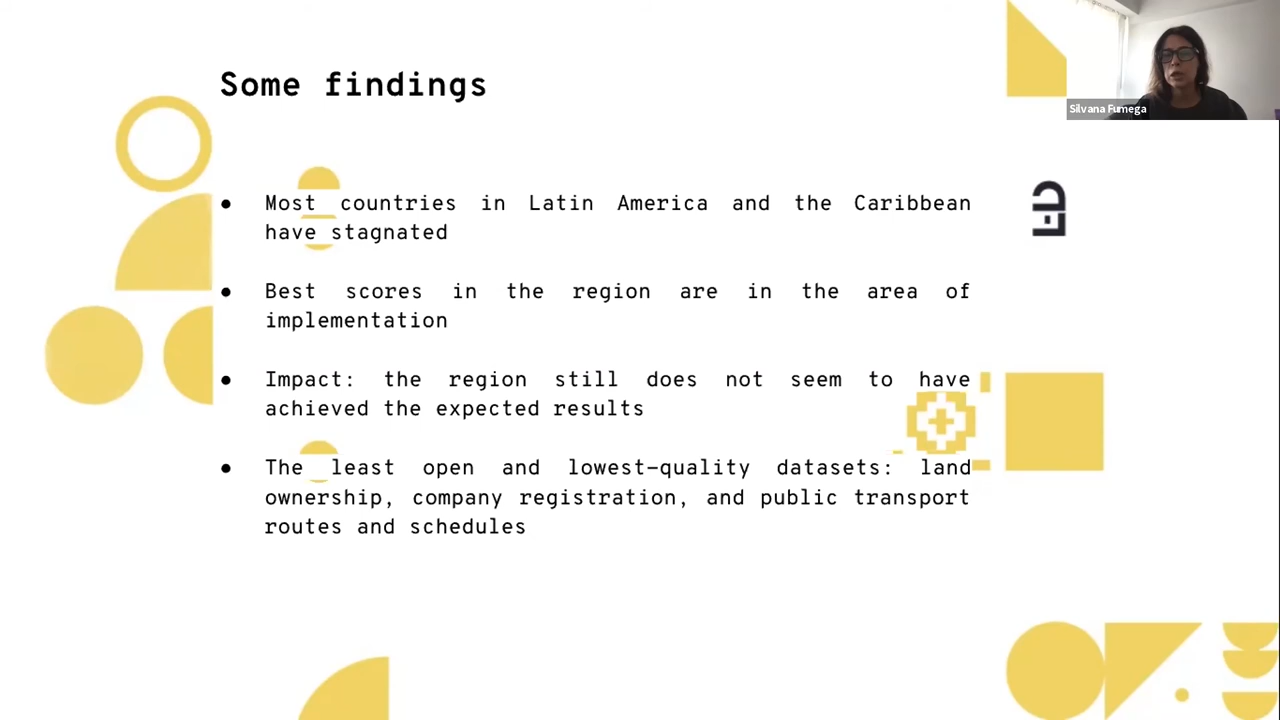 Some findings
Silvana Fumega
● Most countries in Latin America and the Caribbean
have stagnated
● Best scores in the region are in the area of
implementation
● Impact: the region still does not seem to have
achieved the expected results
● The least open and lowest-quality datasets: land
ownership, company registration, and public transport
routes and schedules